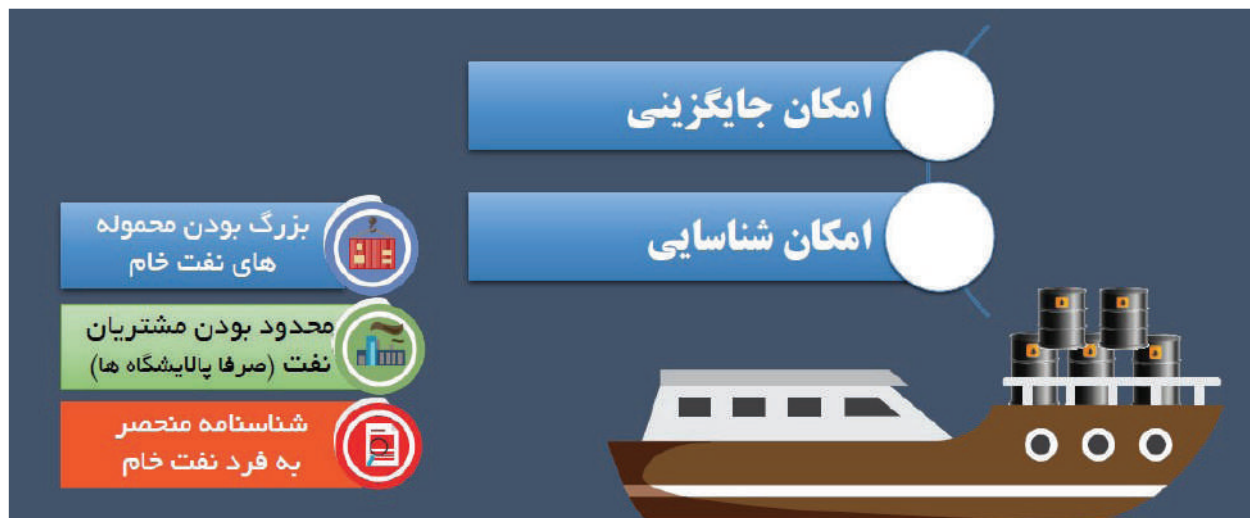 امکان جایگزینی
امکان شناسایی
بزرگ بودن محموله
های نفت خام
محدود بودن مشتریان
نفت (صرفا پالایشگاه ها)
شناسنامه منحصر
به فرد نفت خام